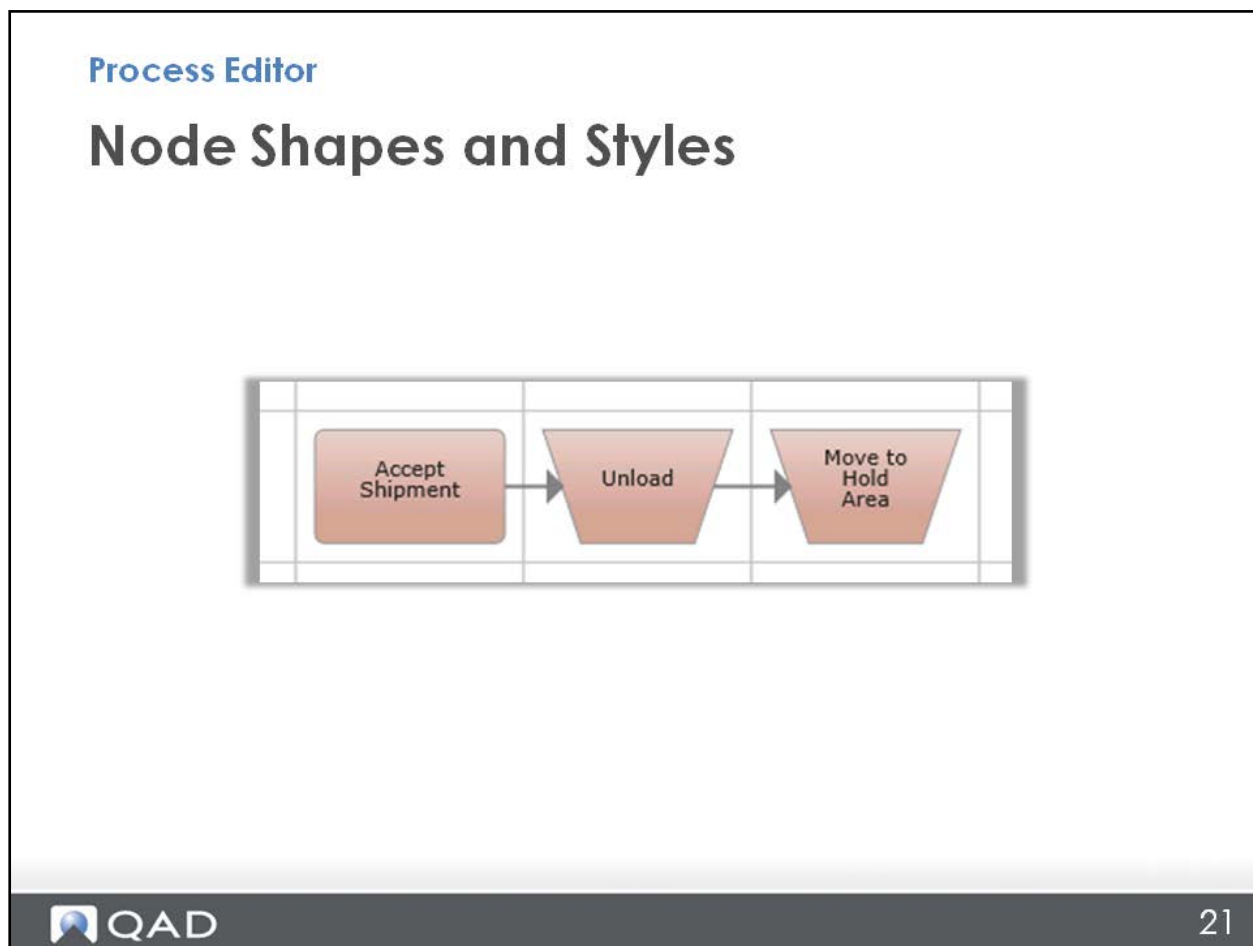 Process Editor
Node Shapes and Styles
Accept
Shipment
Unload
Move to
Hold
Area
QAD
21